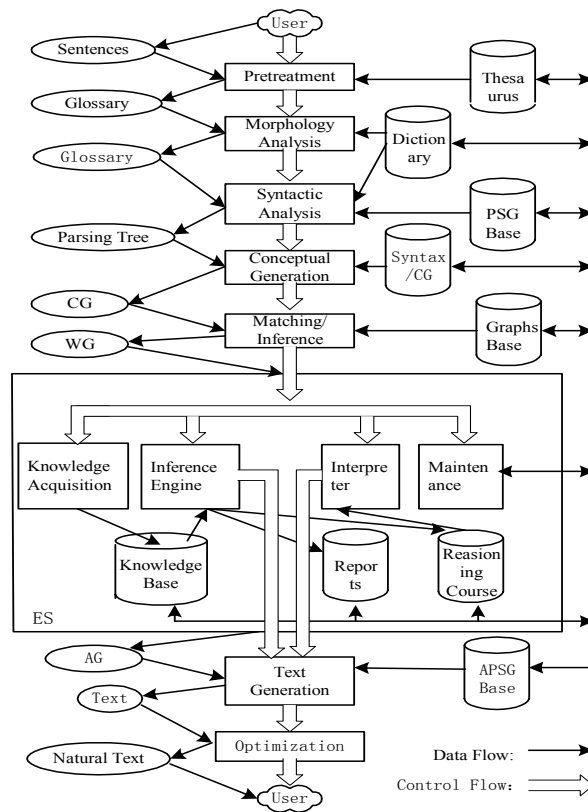 User
Sentences
Pretreatment
Thesa
urus
Glossary
Morphology
Analysis
Diction
ary
Glossary
Syntactic
Analysis
PSG
Base
Parsing Tree
Conceptual
Generation
Syntax
/CG
CG
Matching/
Inference
Graphs
Base
WG
Knowledge
Acquisition
Inference
Engine
Interpre
ter
Mainten
ance
Knowledge
Base
Repor
ts
Reasion
ing
Course
ES
AG
Text
Generation
APSG
Base
Text
Optimization
Natural Text
Data Flow:
Control Flow:
User